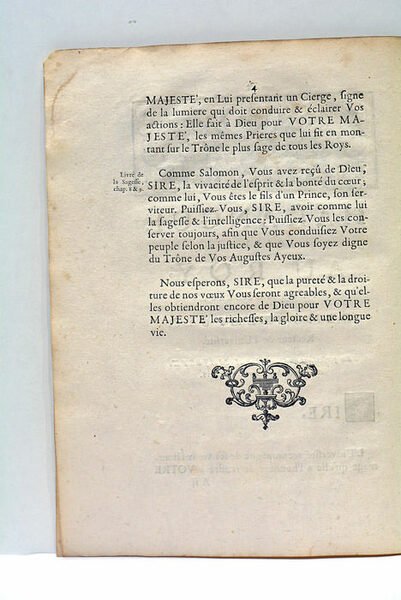 4
MAJESTE', en Lui presentant un Cierge, signe
de la lumiere qui doit conduire & éclairer Vos
actions : Elle fait à Dieu pour VOTRE MA-
JESTE', les mêmes Prieres que lui fit en mon-
tant sur le Trône le plus sage de tous les Roys.
Livre de
la Sagesse,
chap. 8 & 9.
Comme Salomon, Vous avez reçû de Dieu,
SIRE, la vivacité de l'esprit & la bonté du cœur;
comme lui, Vous êtes le fils d'un Prince, son ser-
viteur. Puissiez-Vous, SIRE, avoir comme lui
la sagesse & l'intelligence : Puissiez-Vous les con-
server toujours, afin que Vous conduisiez Votre
peuple selon la justice, & que Vous soyez digne
du Trône de Vos Augustes Ayeux.
Nous esperons, SIRE, que la pureté & la droi-
ture de nos vœux Vous seront agreables, & qu'el-
les obtiendront encore de Dieu pour VOTRE
MAJESTE' les richesses, la gloire & une longue
vie.
IRE,
VOTRE
A ij